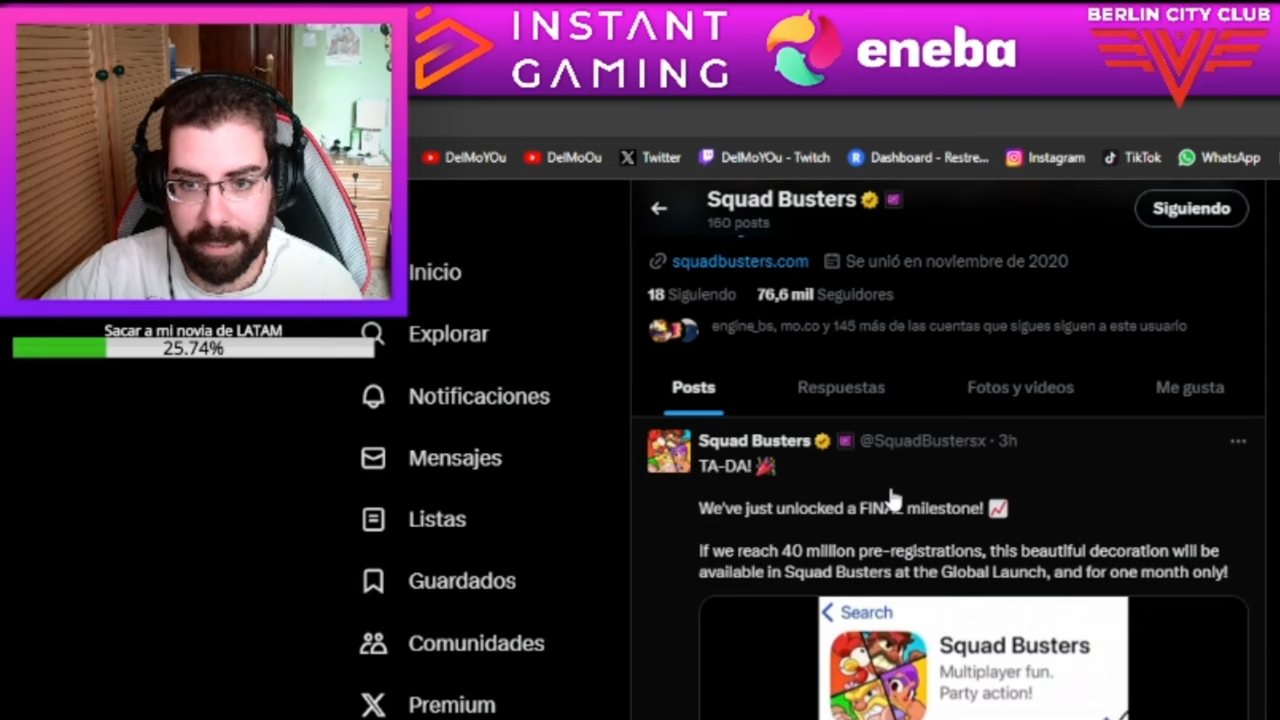 INSTANT
GAMING
eneba
BERLIN CITY CLUB
DelMoYOu
DelMoOu
Twitter
DelMoYOu - Twitch
Dashboard - Restre...
Instagram
TikTok
WhatsApp
Squad Busters
160 posts
Siguiendo
squadbusters.com
Se unió en noviembre de 2020
18 Siguiendo
76,6 mil Seguidores
engine_bs, mo.co y 145 más de las cuentas que sigues siguen a este usuario
Sacar a mi novia de LATAM
25.74%
Inicio
Explorar
Notificaciones
Mensajes
Listas
Guardados
Comunidades
Premium
Posts
Respuestas
Fotos y videos
Me gusta
Squad Busters @SquadBustersx · 3h
TA-DA!
We've just unlocked a milestone!
If we reach 40 million pre-registrations, this beautiful decoration will be
available in Squad Busters at the Global Launch, and for one month only!
Search
Squad Busters
Multiplayer fun.
Party action!